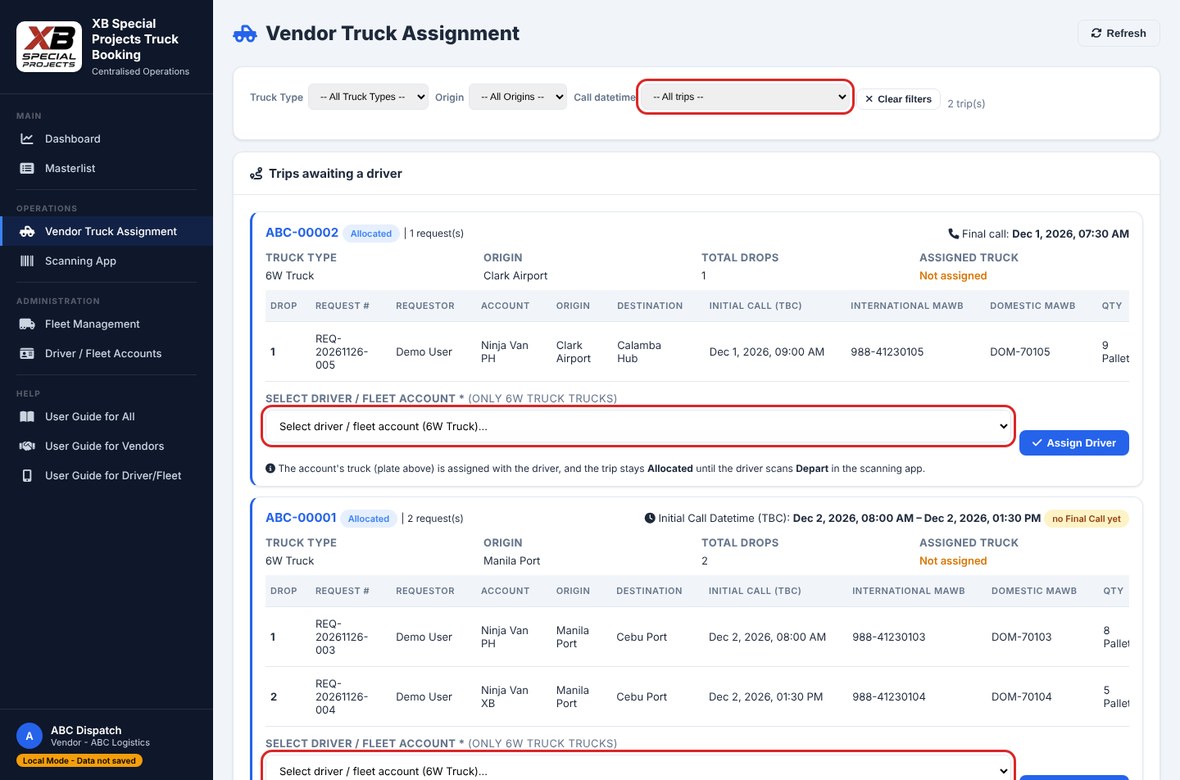 XB
SPECIAL
PROJECTS
XB Special
Projects Truck
Booking
Centralised Operations
MAIN
Dashboard
Masterlist
OPERATIONS
Vendor Truck Assignment
Scanning App
ADMINISTRATION
Fleet Management
Driver / Fleet Accounts
HELP
User Guide for All
User Guide for Vendors
User Guide for Driver/Fleet
A
ABC Dispatch
Vendor - ABC Logistics
Local Mode - Data not saved
Vendor Truck Assignment
Refresh
Truck Type -- All Truck Types -- Origin -- All Origins -- Call datetime -- All trips -- Clear filters 2 trip(s)
Trips awaiting a driver
ABC-00002 Allocated | 1 request(s) Final call: Dec 1, 2026, 07:30 AM
TRUCK TYPE ORIGIN TOTAL DROPS ASSIGNED TRUCK
6W Truck Clark Airport 1 Not assigned
DROP REQUEST # REQUESTOR ACCOUNT ORIGIN DESTINATION INITIAL CALL (TBC) INTERNATIONAL MAWB DOMESTIC MAWB QTY
REQ-
Ninja Van Clark Calamba 9
1 20261126- Demo User Dec 1, 2026, 09:00 AM 988-41230105 DOM-70105
PH Airport Hub Pallet
005
SELECT DRIVER / FLEET ACCOUNT * (ONLY 6W TRUCK TRUCKS)
Select driver / fleet account (6W Truck)...
Assign Driver
The account's truck (plate above) is assigned with the driver, and the trip stays Allocated until the driver scans Depart in the scanning app.
ABC-00001 Allocated | 2 request(s) Initial Call Datetime (TBC): Dec 2, 2026, 08:00 AM – Dec 2, 2026, 01:30 PM no Final Call yet
TRUCK TYPE ORIGIN TOTAL DROPS ASSIGNED TRUCK
6W Truck Manila Port 2 Not assigned
DROP REQUEST # REQUESTOR ACCOUNT ORIGIN DESTINATION INITIAL CALL (TBC) INTERNATIONAL MAWB DOMESTIC MAWB QTY
REQ-
Ninja Van Manila 8
1 20261126- Demo User Cebu Port Dec 2, 2026, 08:00 AM 988-41230103 DOM-70103
PH Port Pallet
003
REQ-
Ninja Van Manila 5
2 20261126- Demo User Cebu Port Dec 2, 2026, 01:30 PM 988-41230104 DOM-70104
XB Port Pallet
004
SELECT DRIVER / FLEET ACCOUNT * (ONLY 6W TRUCK TRUCKS)
Select driver / fleet account (6W Truck)...